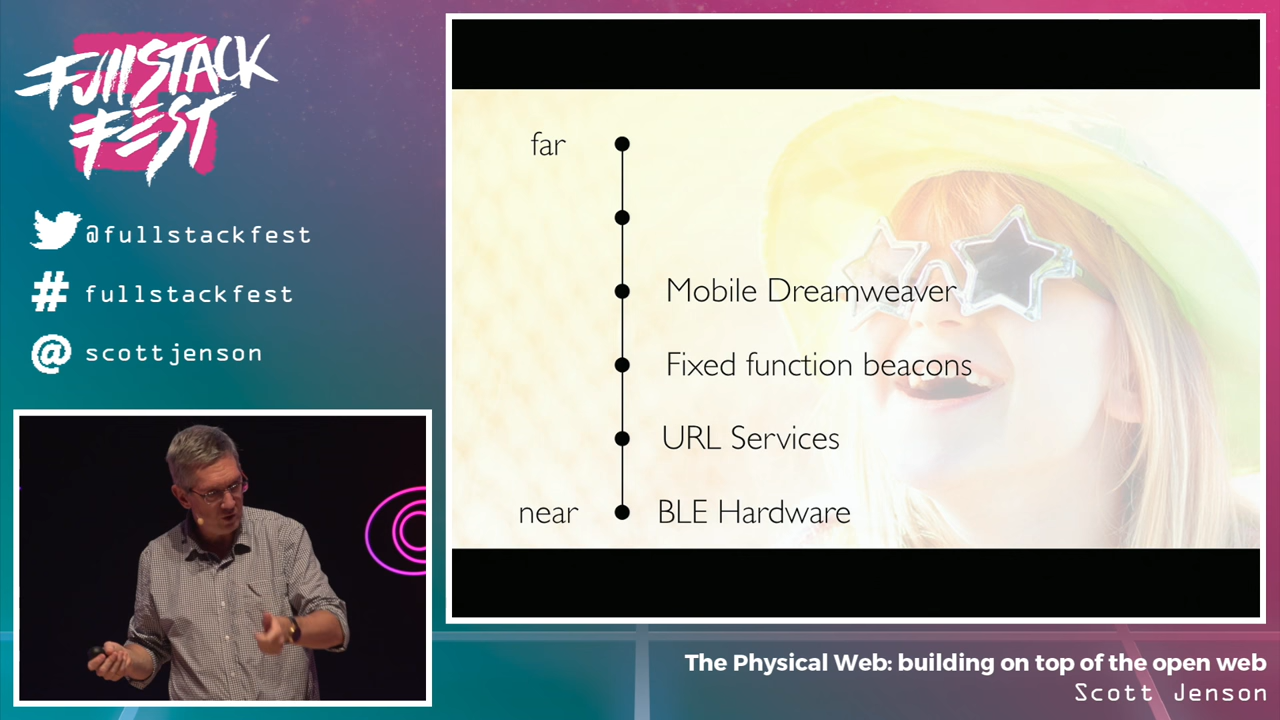 FullSTACK
FEST
@fullstackfest
# fullstackfest
@ scottjenson
far
Mobile Dreamweaver
Fixed function beacons
URL Services
near BLE Hardware
The Physical Web: building on top of the open web
Scott Jenson